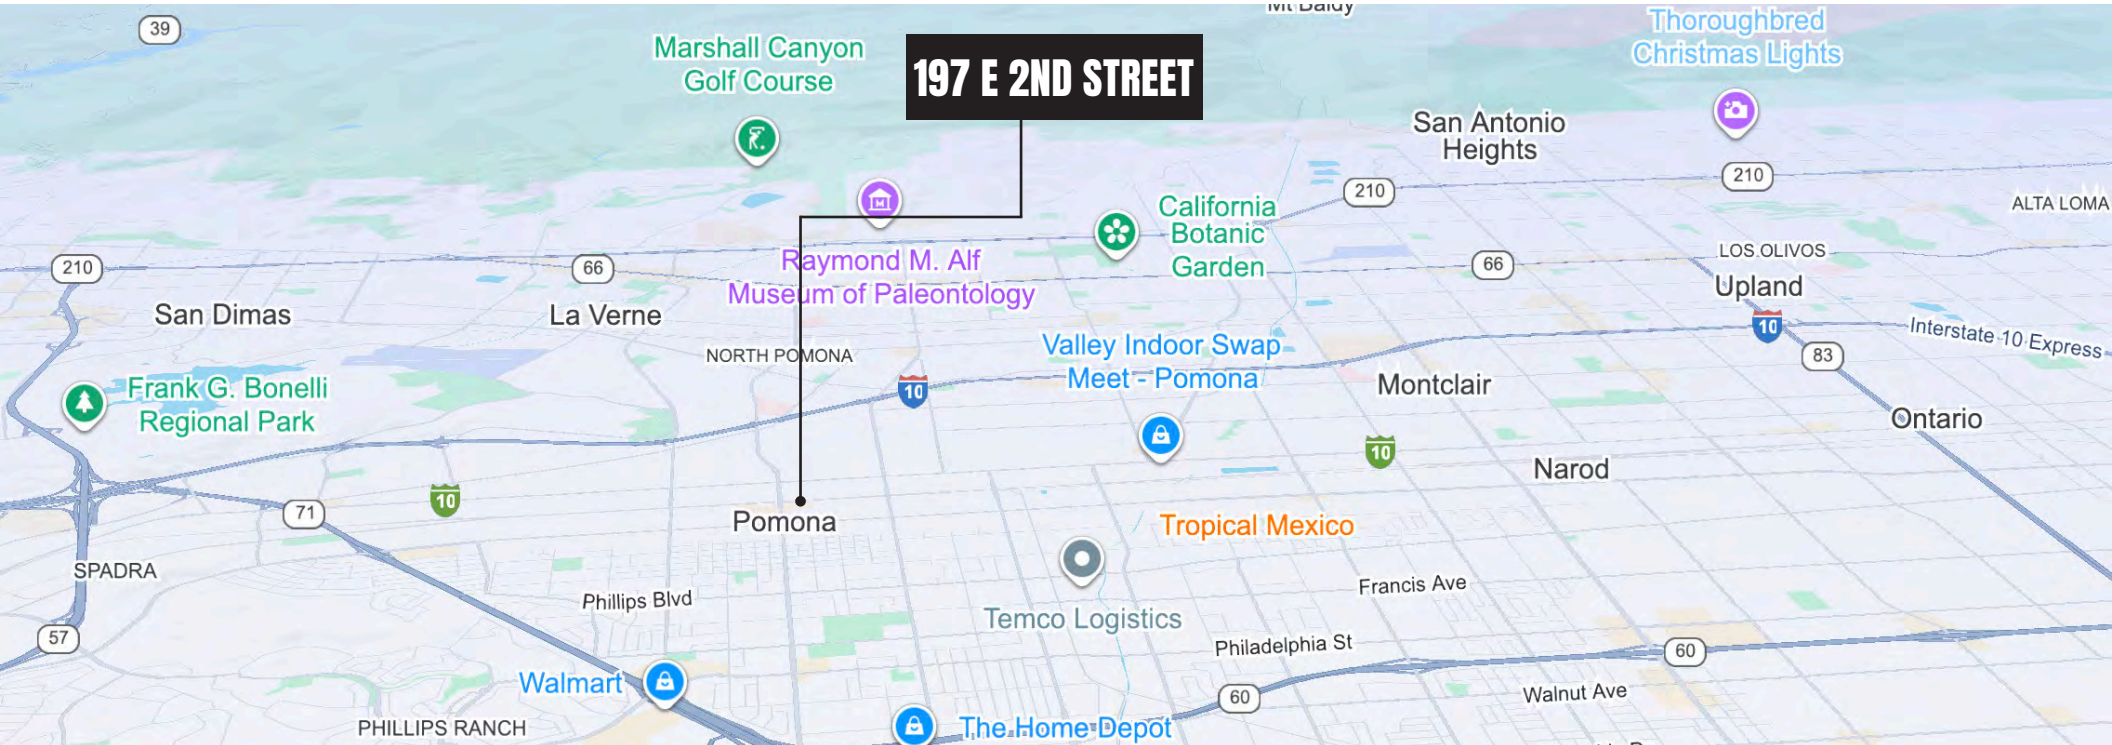 Mt Baldy
39
Thoroughbred
Christmas Lights
Marshall Canyon
Golf Course
197 E 2ND STREET
San Antonio
Heights
210
210
ALTA LOMA
California
Botanic
Garden
LOS OLIVOS
210
66
Raymond M. Alf
Museum of Paleontology
66
Upland
San Dimas
La Verne
10
Interstate 10 Express
NORTH POMONA
Valley Indoor Swap
Meet - Pomona
83
Frank G. Bonelli
Regional Park
10
Montclair
Ontario
10
Narod
10
71
Pomona
Tropical Mexico
SPADRA
Phillips Blvd
Francis Ave
Temco Logistics
57
Philadelphia St
60
Walmart
60
Walnut Ave
PHILLIPS RANCH
The Home Depot